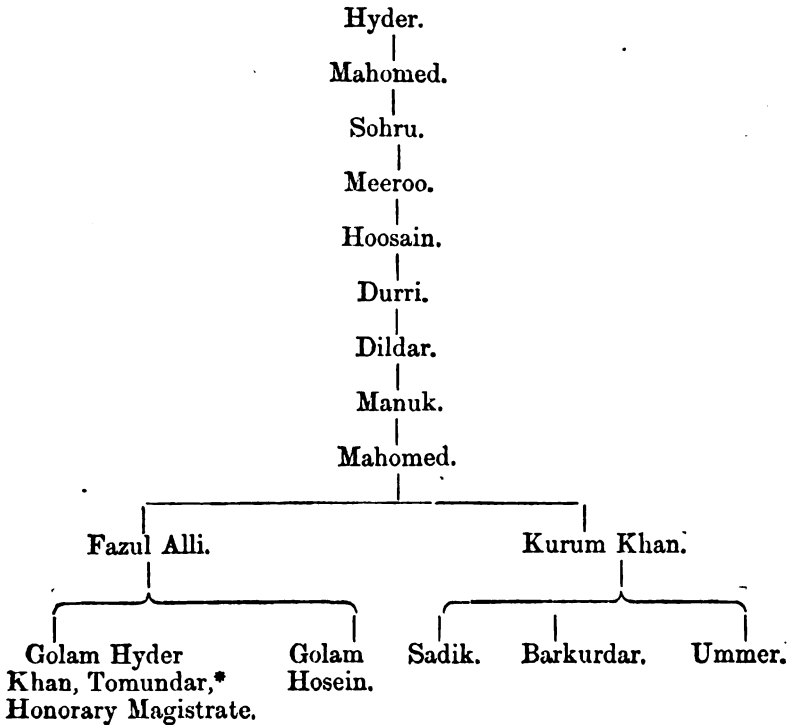 Hyder.
Mahomed.
Sohru.
Meeroo.
Hoosain.
Durri.
Dildar.
Manuk.
Mahomed.
Fazul Alli.
Kurum Khan.
Golam Hyder
Khan, Tomundar,*
Honorary Magistrate.
Golam
Hosein.
Sadik.
Barkurdar.
Ummer.